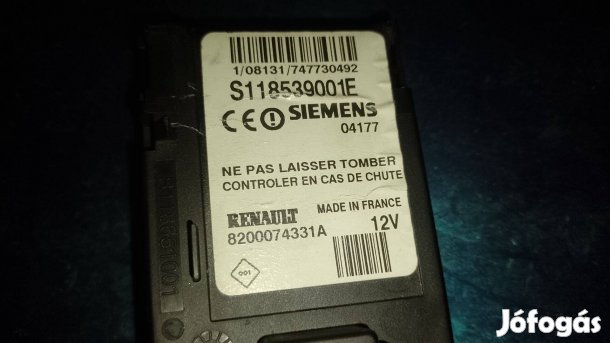 1/08131/747730492
S118539001E
CE SIEMENS
04177
NE PAS LAISSER TOMBER
CONTROLER EN CAS DE CHUTE
MADE IN FRANCE
RENAULT
8200074331A 12V
001
Jófogás